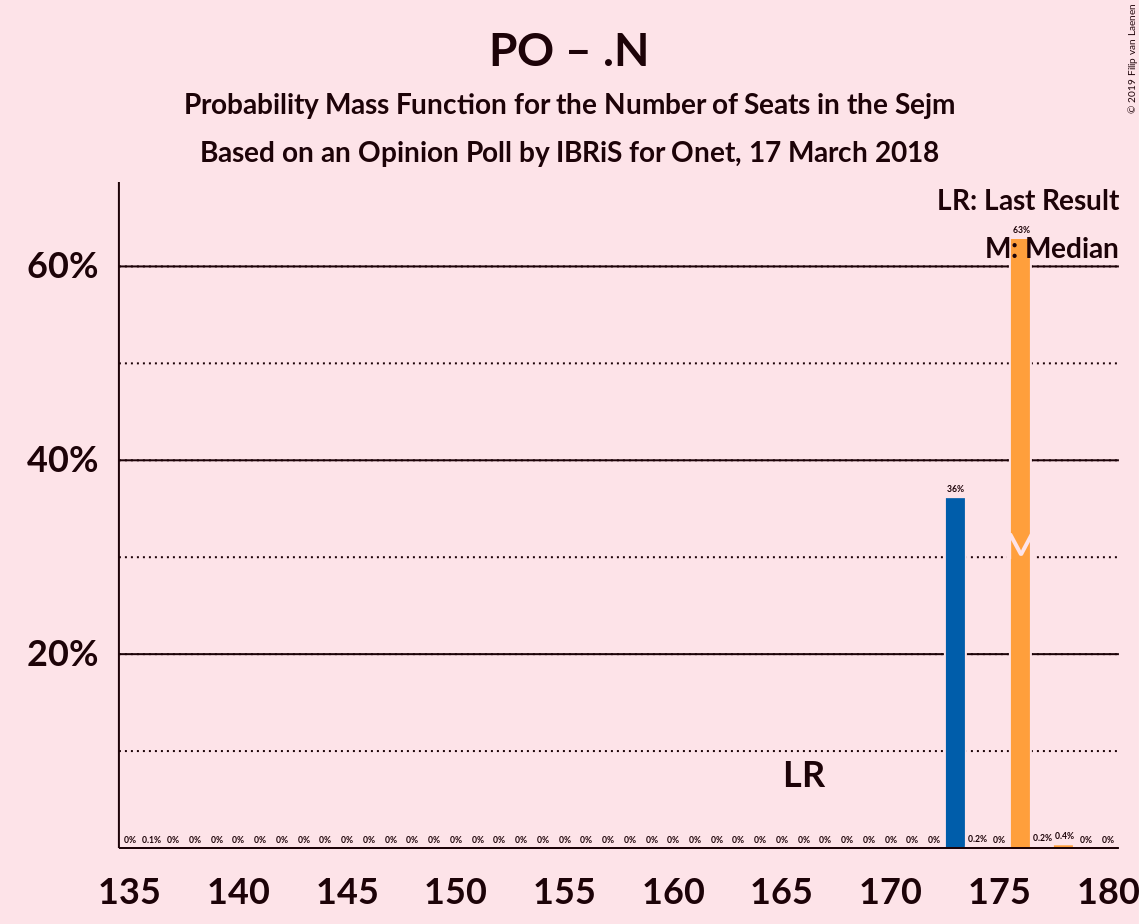 PO – .N
Probability Mass Function for the Number of Seats in the Sejm
Based on an Opinion Poll by IBRiS for Onet, 17 March 2018
© 2019 Filip van Laenen
LR: Last Result
M: Median
63%
60%
40%
36%
20%
LR
0% 0.1% 0% 0% 0% 0% 0% 0% 0% 0% 0% 0% 0% 0% 0% 0% 0% 0% 0% 0% 0% 0% 0% 0% 0% 0% 0% 0% 0% 0% 0% 0% 0% 0% 0% 0% 0% 0% 0.2% 0% 0.2% 0.4% 0% 0%
135 140 145 150 155 160 165 170 175 180